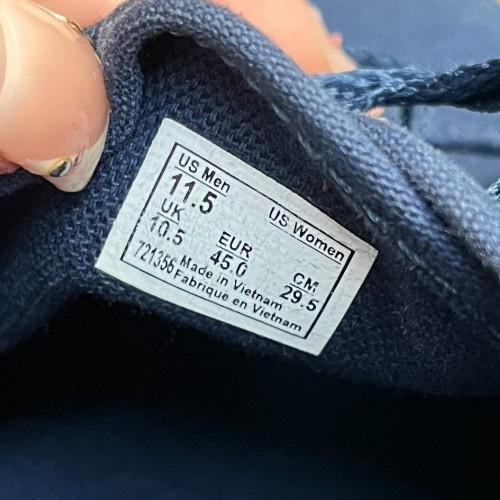 US Men US Women
11.5
UK EUR CM
10.5 45.0 29.5
721356 Made in Vietnam
Fabrique en Vietnam